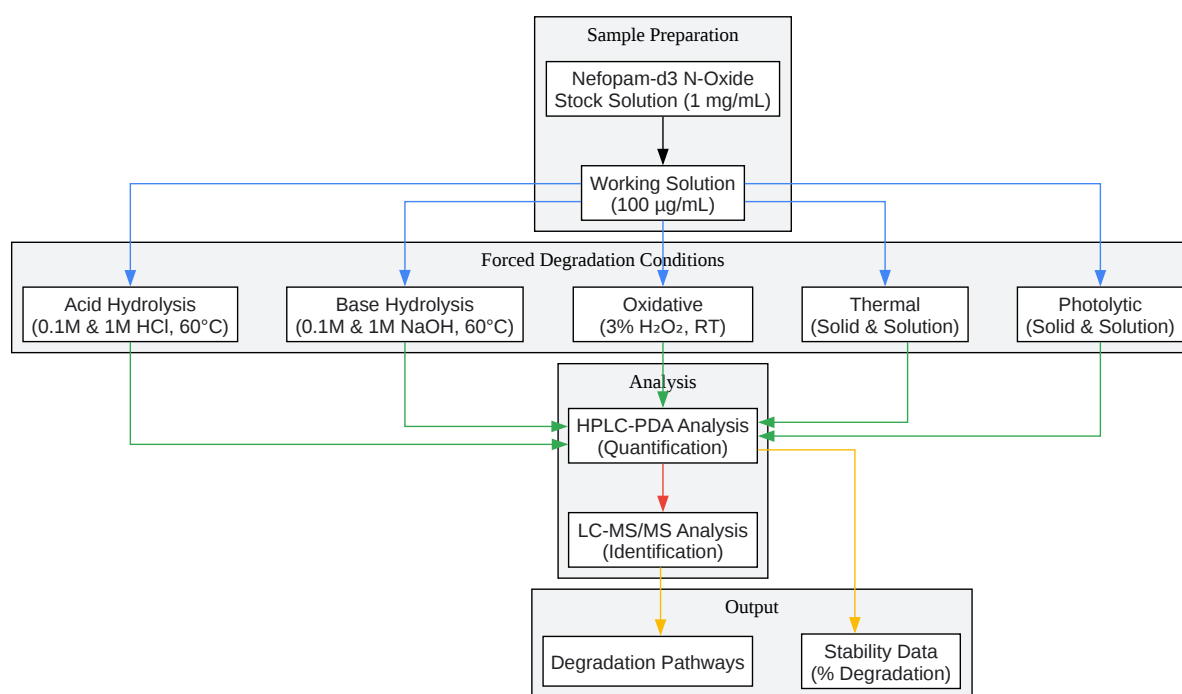 Sample Preparation
Nefopam-d3 N-Oxide
Stock Solution (1 mg/mL)
Working Solution
(100 µg/mL)
Forced Degradation Conditions
Acid Hydrolysis
(0.1M & 1M HCl, 60°C)
Base Hydrolysis
(0.1M & 1M NaOH, 60°C)
Oxidative
(3% H₂O₂, RT)
Thermal
(Solid & Solution)
Photolytic
(Solid & Solution)
Analysis
HPLC-PDA Analysis
(Quantification)
LC-MS/MS Analysis
(Identification)
Output
Degradation Pathways
Stability Data
(% Degradation)